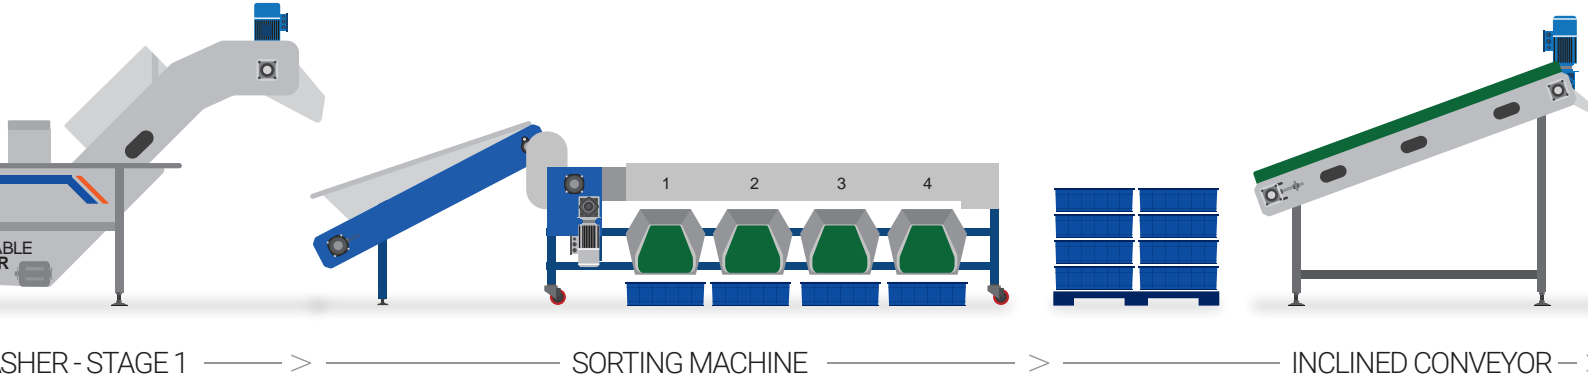 1 2 3 4
ABLE
R
ASHER - STAGE 1 > SORTING MACHINE > INCLINED CONVEYOR